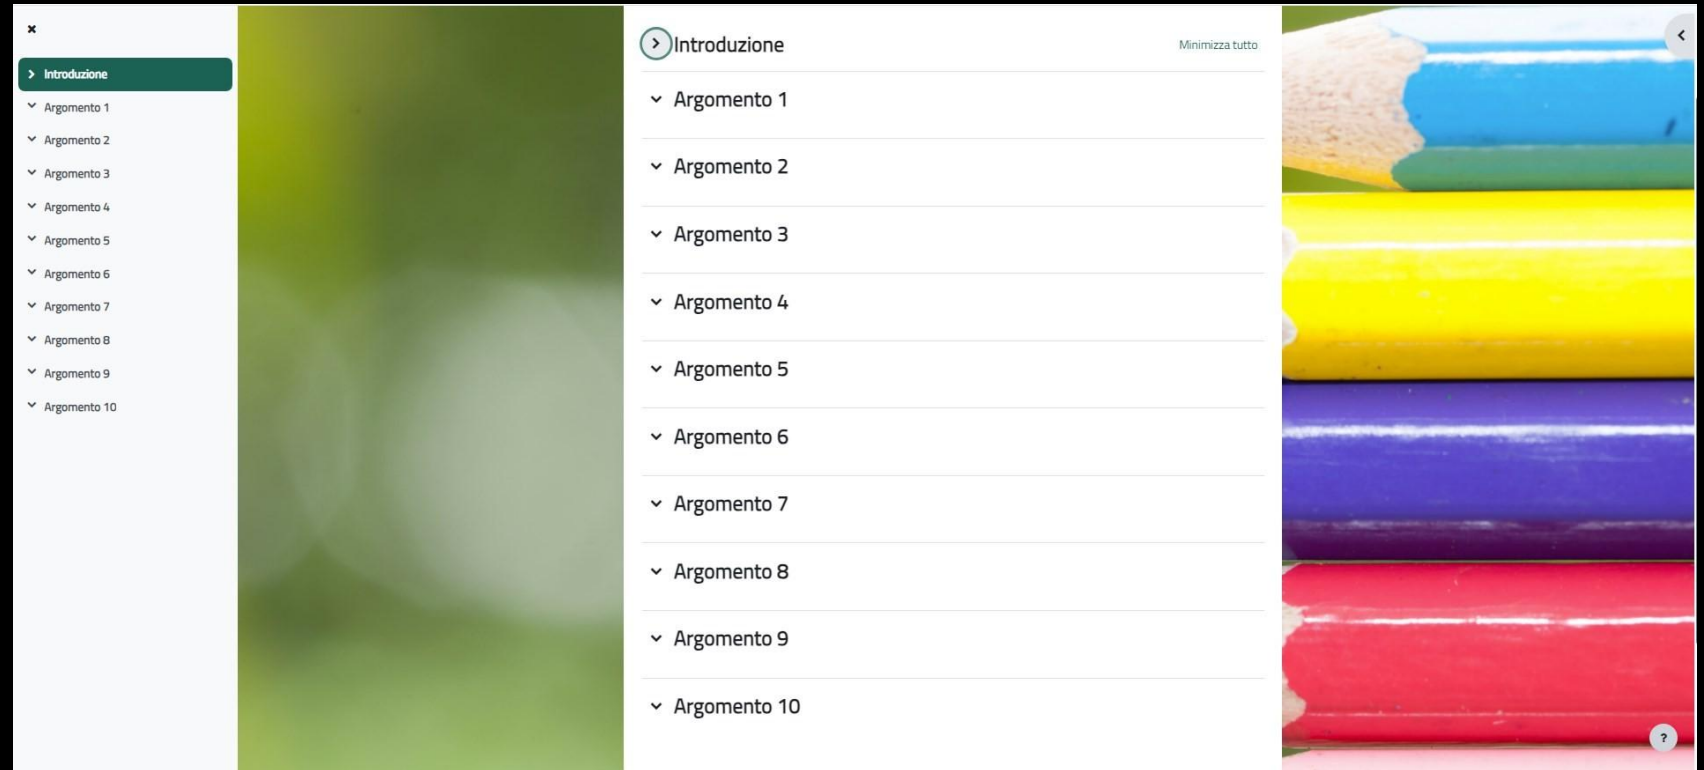 Introduzione
Argomento 1
Argomento 2
Argomento 3
Argomento 4
Argomento 5
Argomento 6
Argomento 7
Argomento 8
Argomento 9
Argomento 10
Introduzione
Minimizza tutto
Argomento 1
Argomento 2
Argomento 3
Argomento 4
Argomento 5
Argomento 6
Argomento 7
Argomento 8
Argomento 9
Argomento 10
?